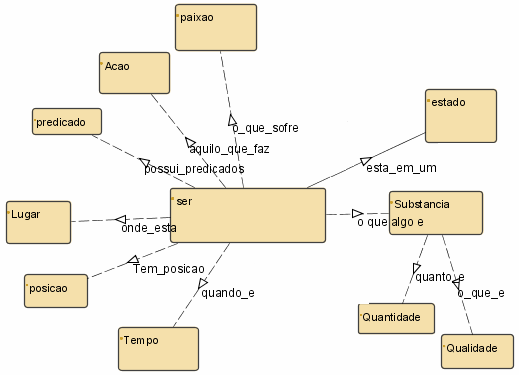 paixao
Acao
estado
predicado
o_que_sofre
aquilo_que_faz
possui_predicados
esta_em_um
ser
Substancia
Lugar
onde_esta
o que algo e
Tem_posicao
quanto_e
posicao
quando_e
o_que_e
Quantidade
Tempo
Qualidade